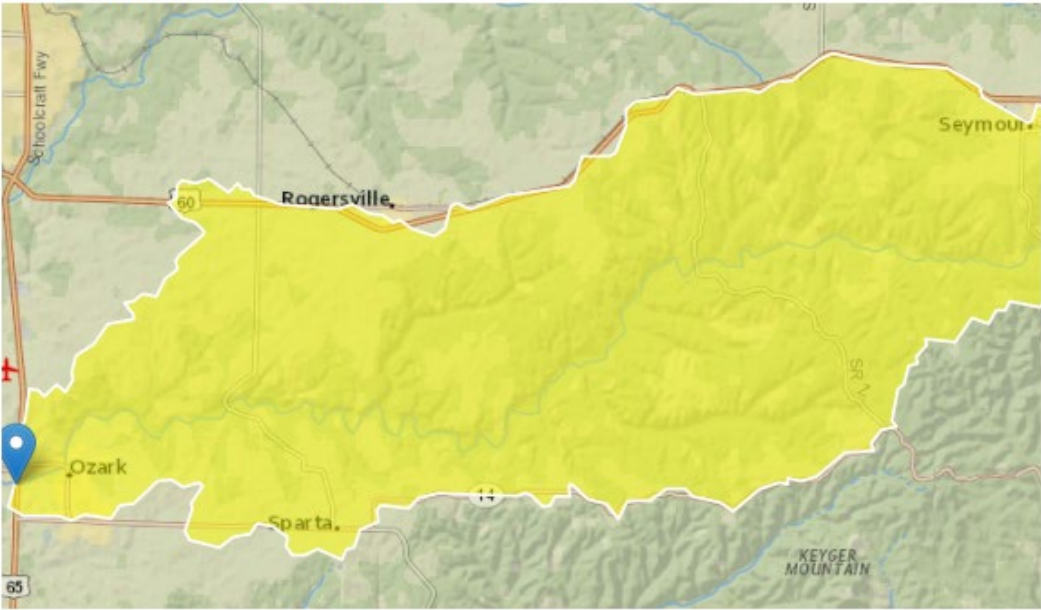 Schoolcraft Fwy
Seymour
60
Rogersville
SR
Ozark
14
Sparta
KEYGER
MOUNTAIN
65